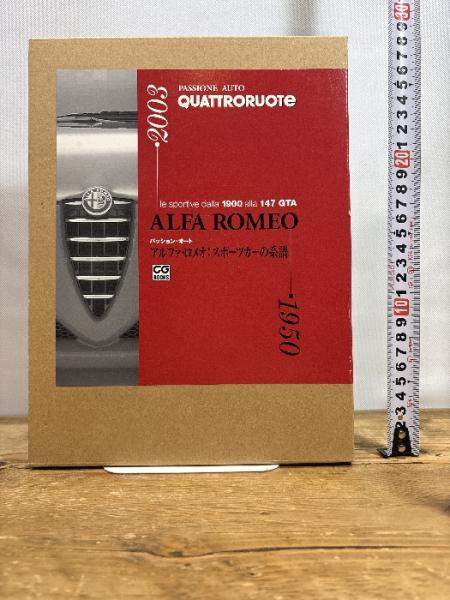 2003
PASSIONE AUTO
QUATTRORUOTE
le sportive dalla 1900 alla 147 GTA
ALFA ROMEO
パッション・オート
アルファ・ロメオ：スポーツカーの系譜
CG
BOOKS
1950